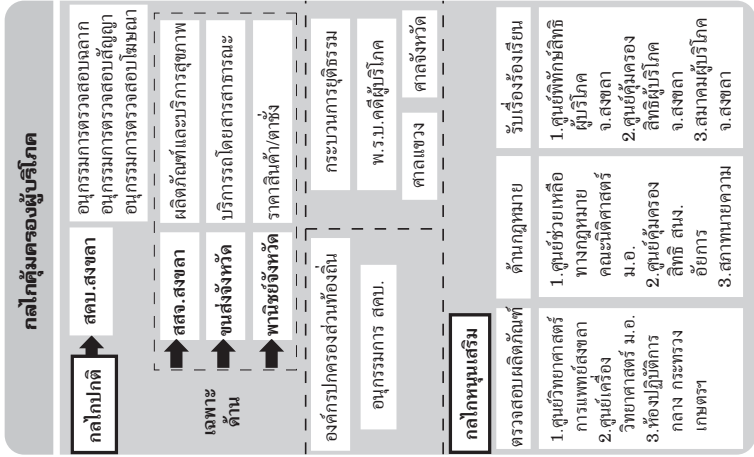 กลไกคุ้มครองผู้บริโภค
กลไกปกติ
สคบ.สงขลา
อนุกรรมการตรวจสอบฉลาก
อนุกรรมการตรวจสอบสัญญา
อนุกรรมการตรวจสอบโฆษณา
เฉพาะ
ด้าน
สสจ.สงขลา
ผลิตภัณฑ์และบริการสุขภาพ
ขนส่งจังหวัด
บริการรถโดยสารสาธารณะ
พานิชย์จังหวัด
ราคาสินค้า/ตาชั่ง
องค์กรปกครองส่วนท้องถิ่น
อนุกรรมการ สคบ.
กระบวนการยุติธรรม
พ.ร.บ.คดีผู้บริโภค
ศาลแขวง
ศาลจังหวัด
กลไกหนุนเสริม
ตรวจสอบผลิตภัณฑ์
1.ศูนย์วิทยาศาสตร์
การแพทย์สงขลา
2.ศูนย์เครื่อง
วิทยาศาสตร์ ม.อ.
3.ห้องปฏิบัติการ
กลาง กระทรวง
เกษตรฯ
ด้านกฎหมาย
1.ศูนย์ช่วยเหลือ
ทางกฎหมาย
คณะนิติศาสตร์
ม.อ.
2.ศูนย์คุ้มครอง
สิทธิ สนง.
อัยการ
3.สภาทนายความ
รับเรื่องร้องเรียน
1.ศูนย์พิทักษ์สิทธิ
ผู้บริโภค
จ.สงขลา
2.ศูนย์คุ้มครอง
สิทธิผู้บริโภค
จ.สงขลา
3.สมาคมผู้บริโภค
จ.สงขลา